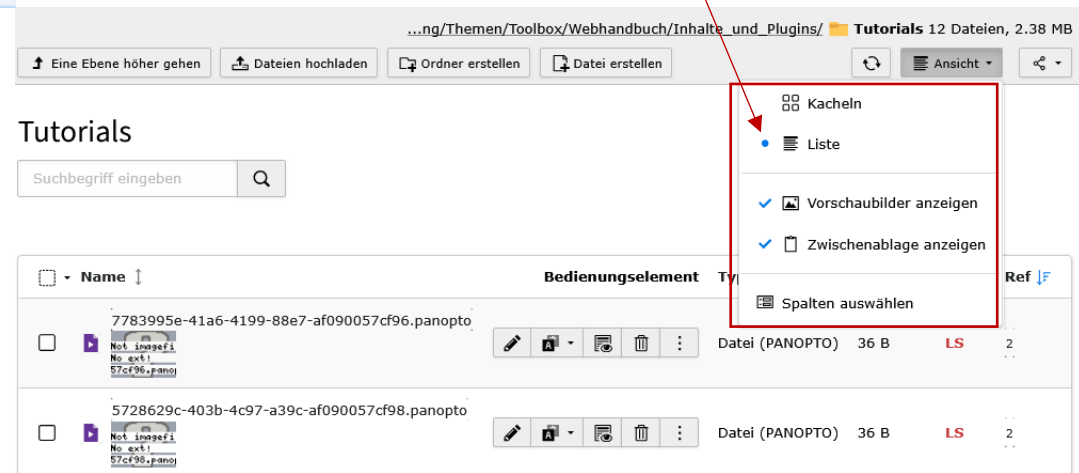 ...ng/Themen/Toolbox/Webhandbuch/Inhalte_und_Plugins/ Tutorials 12 Dateien, 2.38 MB
Eine Ebene höher gehen Dateien hochladen Ordner erstellen Datei erstellen Ansicht
Kacheln
Tutorials
Liste
Suchbegriff eingeben
Vorschaubilder anzeigen
Zwischenablage anzeigen
Name Bedienungselement Ty Ref
Spalten auswählen
7783995e-41a6-4199-88e7-af090057cf96.panopto
Not imagefi
No ext!
57cf96.panop
Datei (PANOPTO) 36 B LS 2
5728629c-403b-4c97-a39c-af090057cf98.panopto
Not imagefi
No ext!
57cf98.panop
Datei (PANOPTO) 36 B LS 2